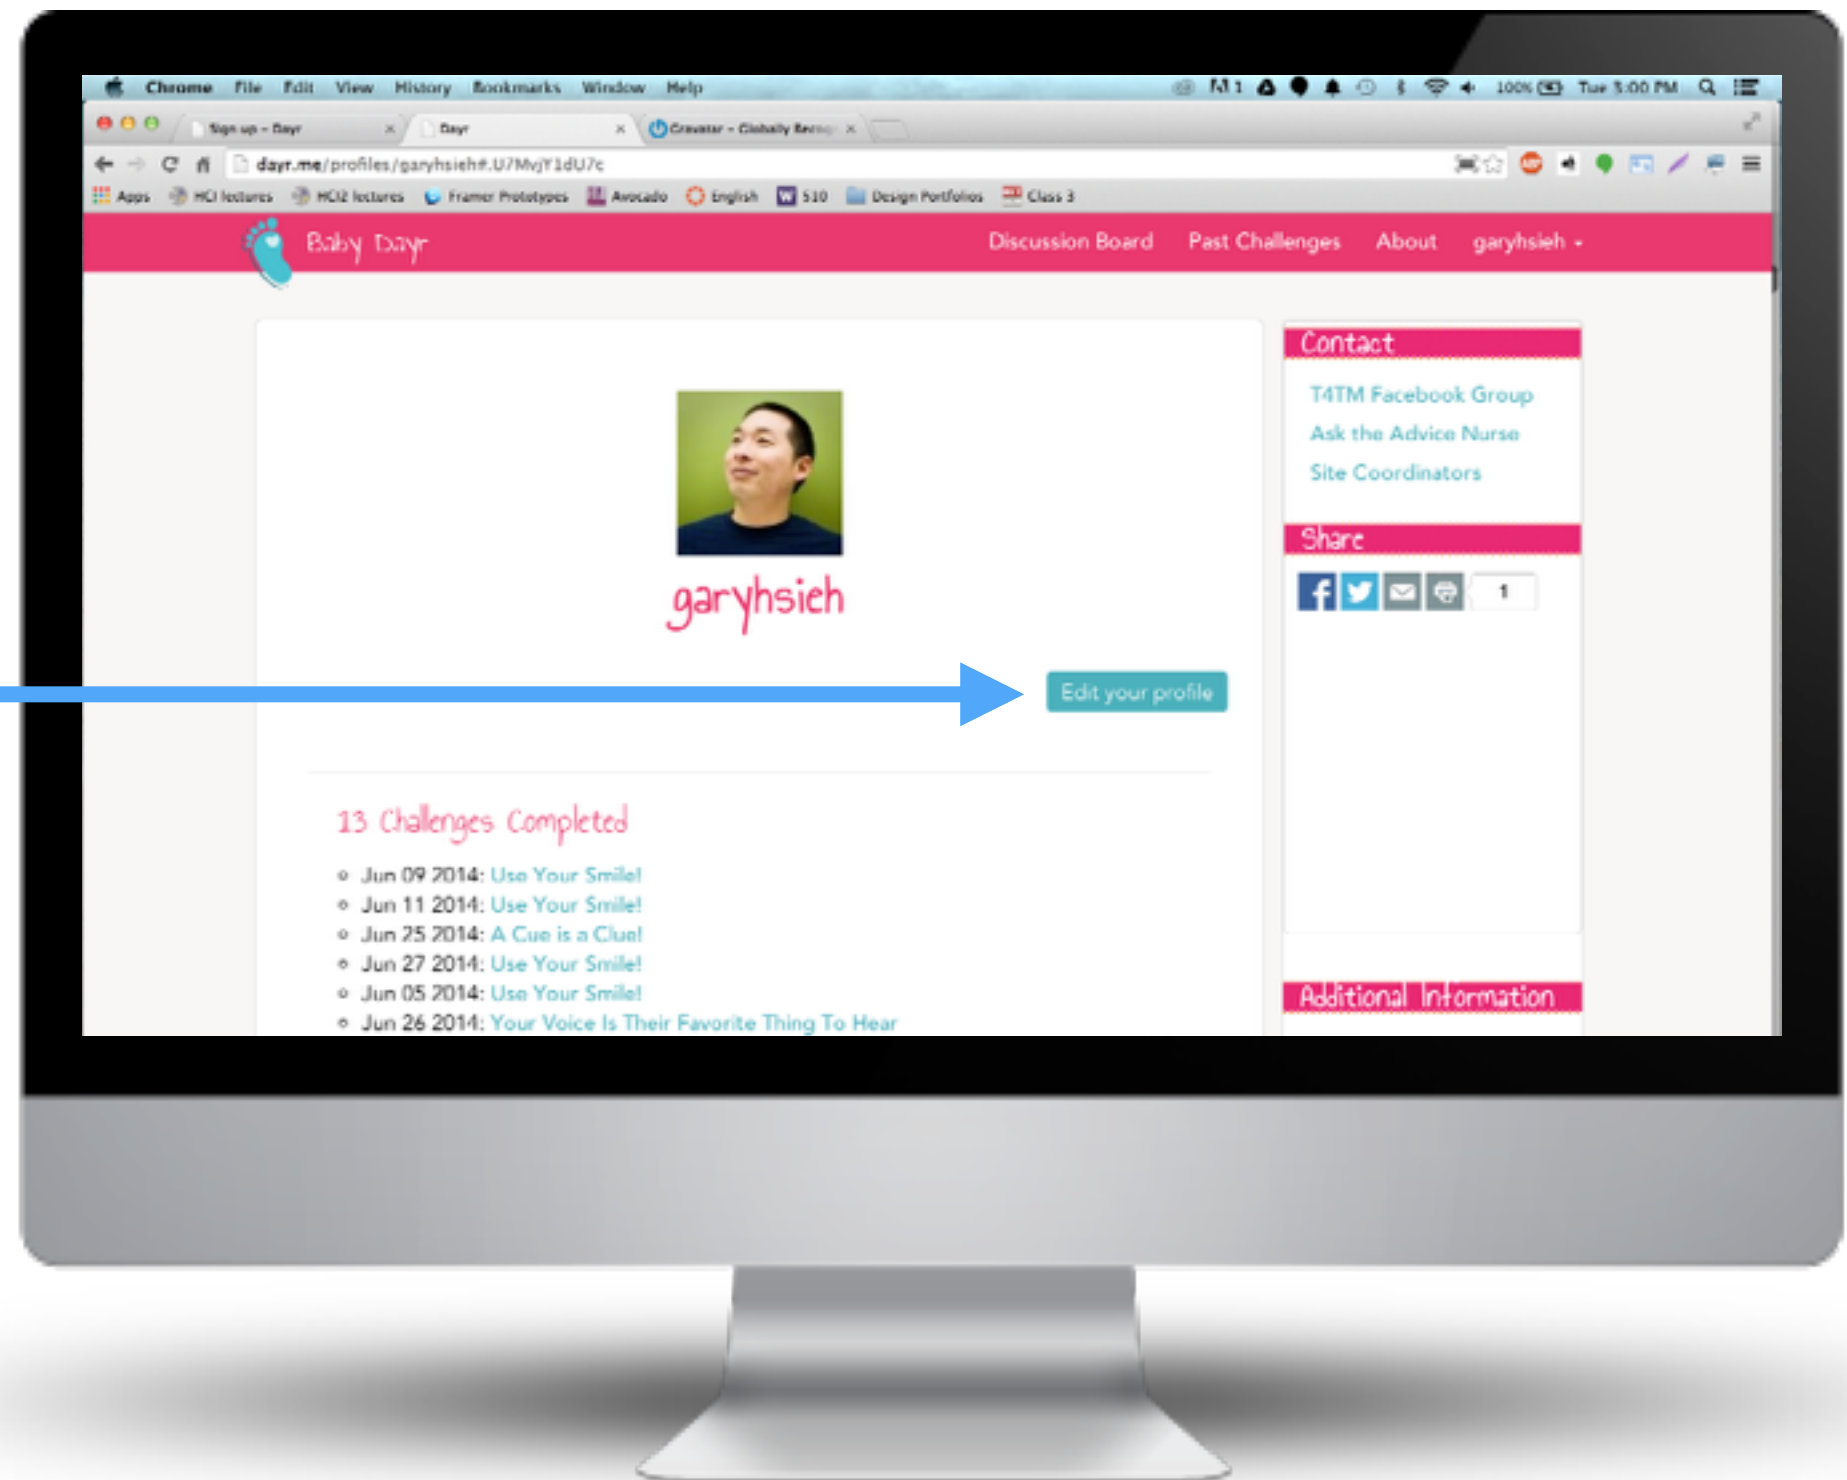 Chrome File Edit View History Bookmarks Window Help 100% Tue 3:00 PM
Sign up – Dayr
Dayr
Gravatar – Globally
dayr.me/profiles/garyhsieh#.U7MvjY1dU7c
Apps HCI lectures HCI2 lectures Framer Prototypes Avocado English W 510 Design Portfolios Class 3
Baby Dayr
Discussion Board Past Challenges About garyhsieh
Contact
T4TM Facebook Group
Ask the Advice Nurse
Site Coordinators
Share
1
garyhsieh
Edit your profile
13 Challenges Completed
Jun 09 2014: Use Your Smile!
Jun 11 2014: Use Your Smile!
Jun 25 2014: A Cue is a Clue!
Jun 27 2014: Use Your Smile!
Jun 05 2014: Use Your Smile!
Jun 26 2014: Your Voice Is Their Favorite Thing To Hear
Additional Information